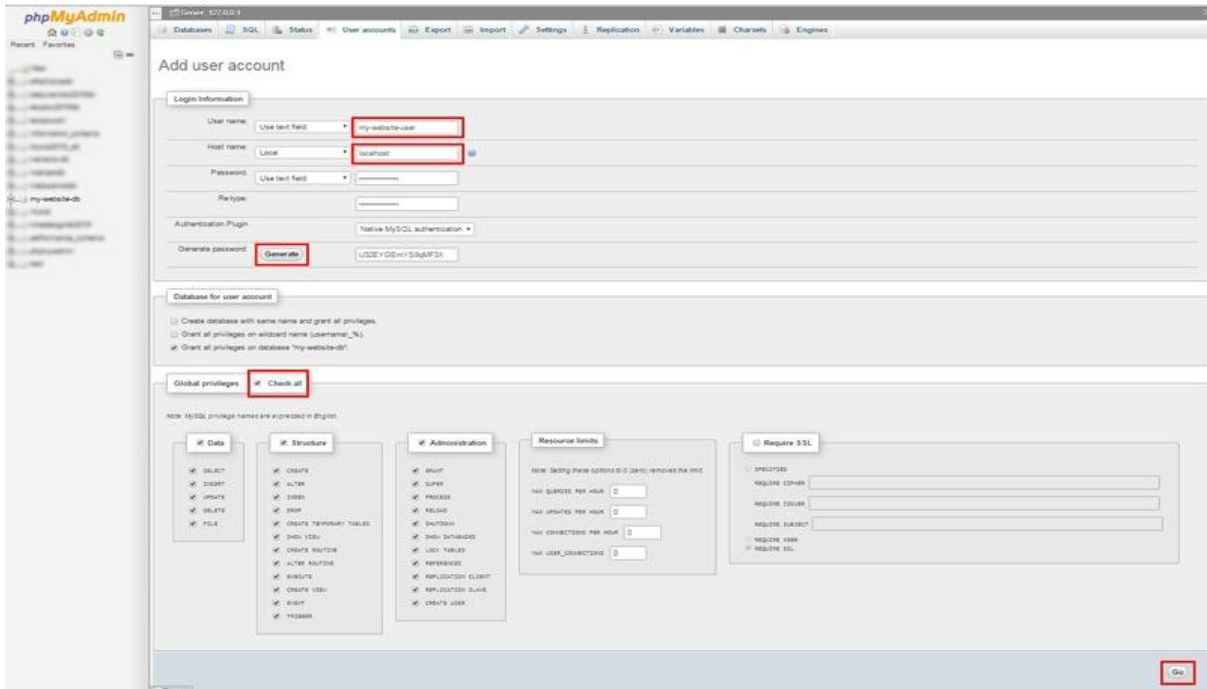 phpMyAdmin
Recent Favorites
my-website-db
Server: 127.0.0.1
Databases SQL Status User accounts Export Import Settings Replication Variables Charsets Engines
Add user account
Login Information
User name: Use text field my-website-user
Host name: Local localhost
Password: Use text field
Re-type:
Authentication Plugin Native MySQL authentication
Generate password: Generate
Database for user account
Create database with same name and grant all privileges.
Grant all privileges on wildcard name (username\_%).
Grant all privileges on database "my-website-db".
Global privileges Check all
Note: MySQL privilege names are expressed in English.
Data
SELECT
INSERT
UPDATE
DELETE
FILE
Structure
CREATE
ALTER
INDEX
DROP
CREATE TEMPORARY TABLES
SHOW VIEW
CREATE ROUTINE
ALTER ROUTINE
EXECUTE
CREATE VIEW
EVENT
TRIGGER
Administration
GRANT
SUPER
PROCESS
RELOAD
SHUTDOWN
SHOW DATABASES
LOCK TABLES
REFERENCES
REPLICATION CLIENT
REPLICATION SLAVE
CREATE USER
Resource limits
Note: Setting these options to 0 (zero) removes the limit.
MAX QUERIES PER HOUR 0
MAX UPDATES PER HOUR 0
MAX CONNECTIONS PER HOUR 0
MAX USER_CONNECTIONS 0
Require SSL
SPECIFIED
REQUIRE CIPHER
REQUIRE ISSUER
REQUIRE SUBJECT
REQUIRE X509
REQUIRE SSL
Go